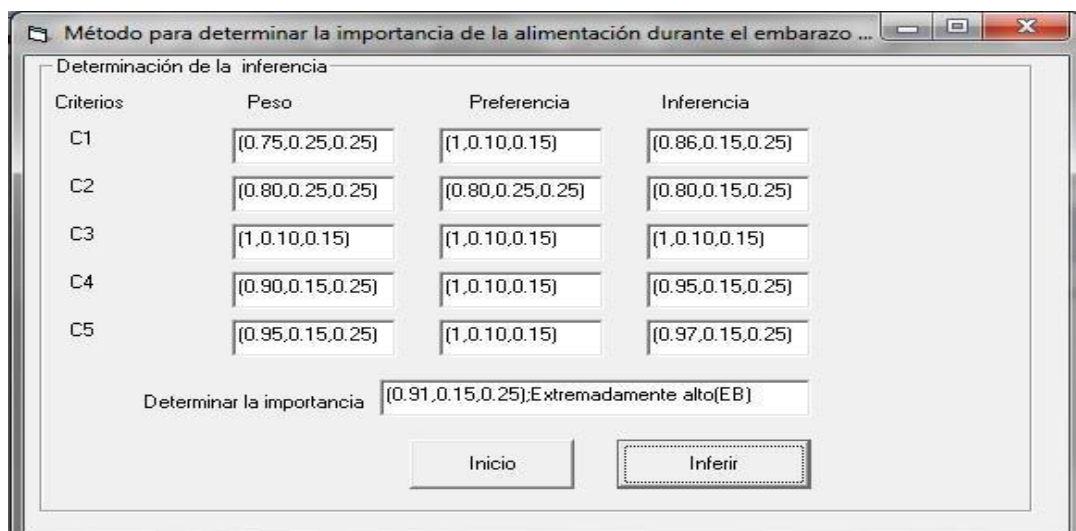 Método para determinar la importancia de la alimentación durante el embarazo ...
Determinación de la inferencia
Criterios Peso Preferencia Inferencia
C1 (0.75,0.25,0.25) (1,0.10,0.15) (0.86,0.15,0.25)
C2 (0.80,0.25,0.25) (0.80,0.25,0.25) (0.80,0.15,0.25)
C3 (1,0.10,0.15) (1,0.10,0.15) (1,0.10,0.15)
C4 (0.90,0.15,0.25) (1,0.10,0.15) (0.95,0.15,0.25)
C5 (0.95,0.15,0.25) (1,0.10,0.15) (0.97,0.15,0.25)
Determinar la importancia (0.91,0.15,0.25);Extremadamente alto(EB)
Inicio Inferir